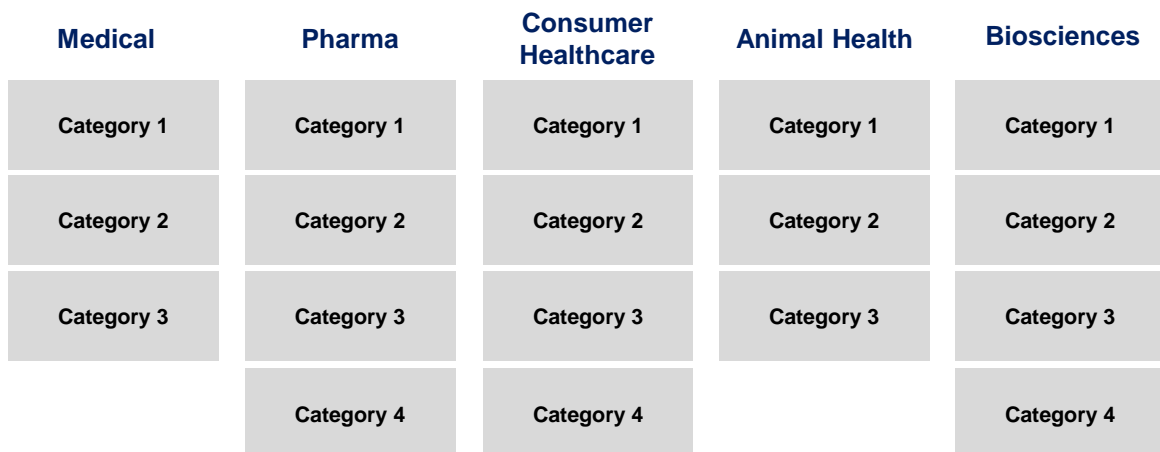 Medical
Pharma
Consumer
Healthcare
Animal Health
Biosciences
Category 1
Category 1
Category 1
Category 1
Category 1
Category 2
Category 2
Category 2
Category 2
Category 2
Category 3
Category 3
Category 3
Category 3
Category 3
Category 4
Category 4
Category 4